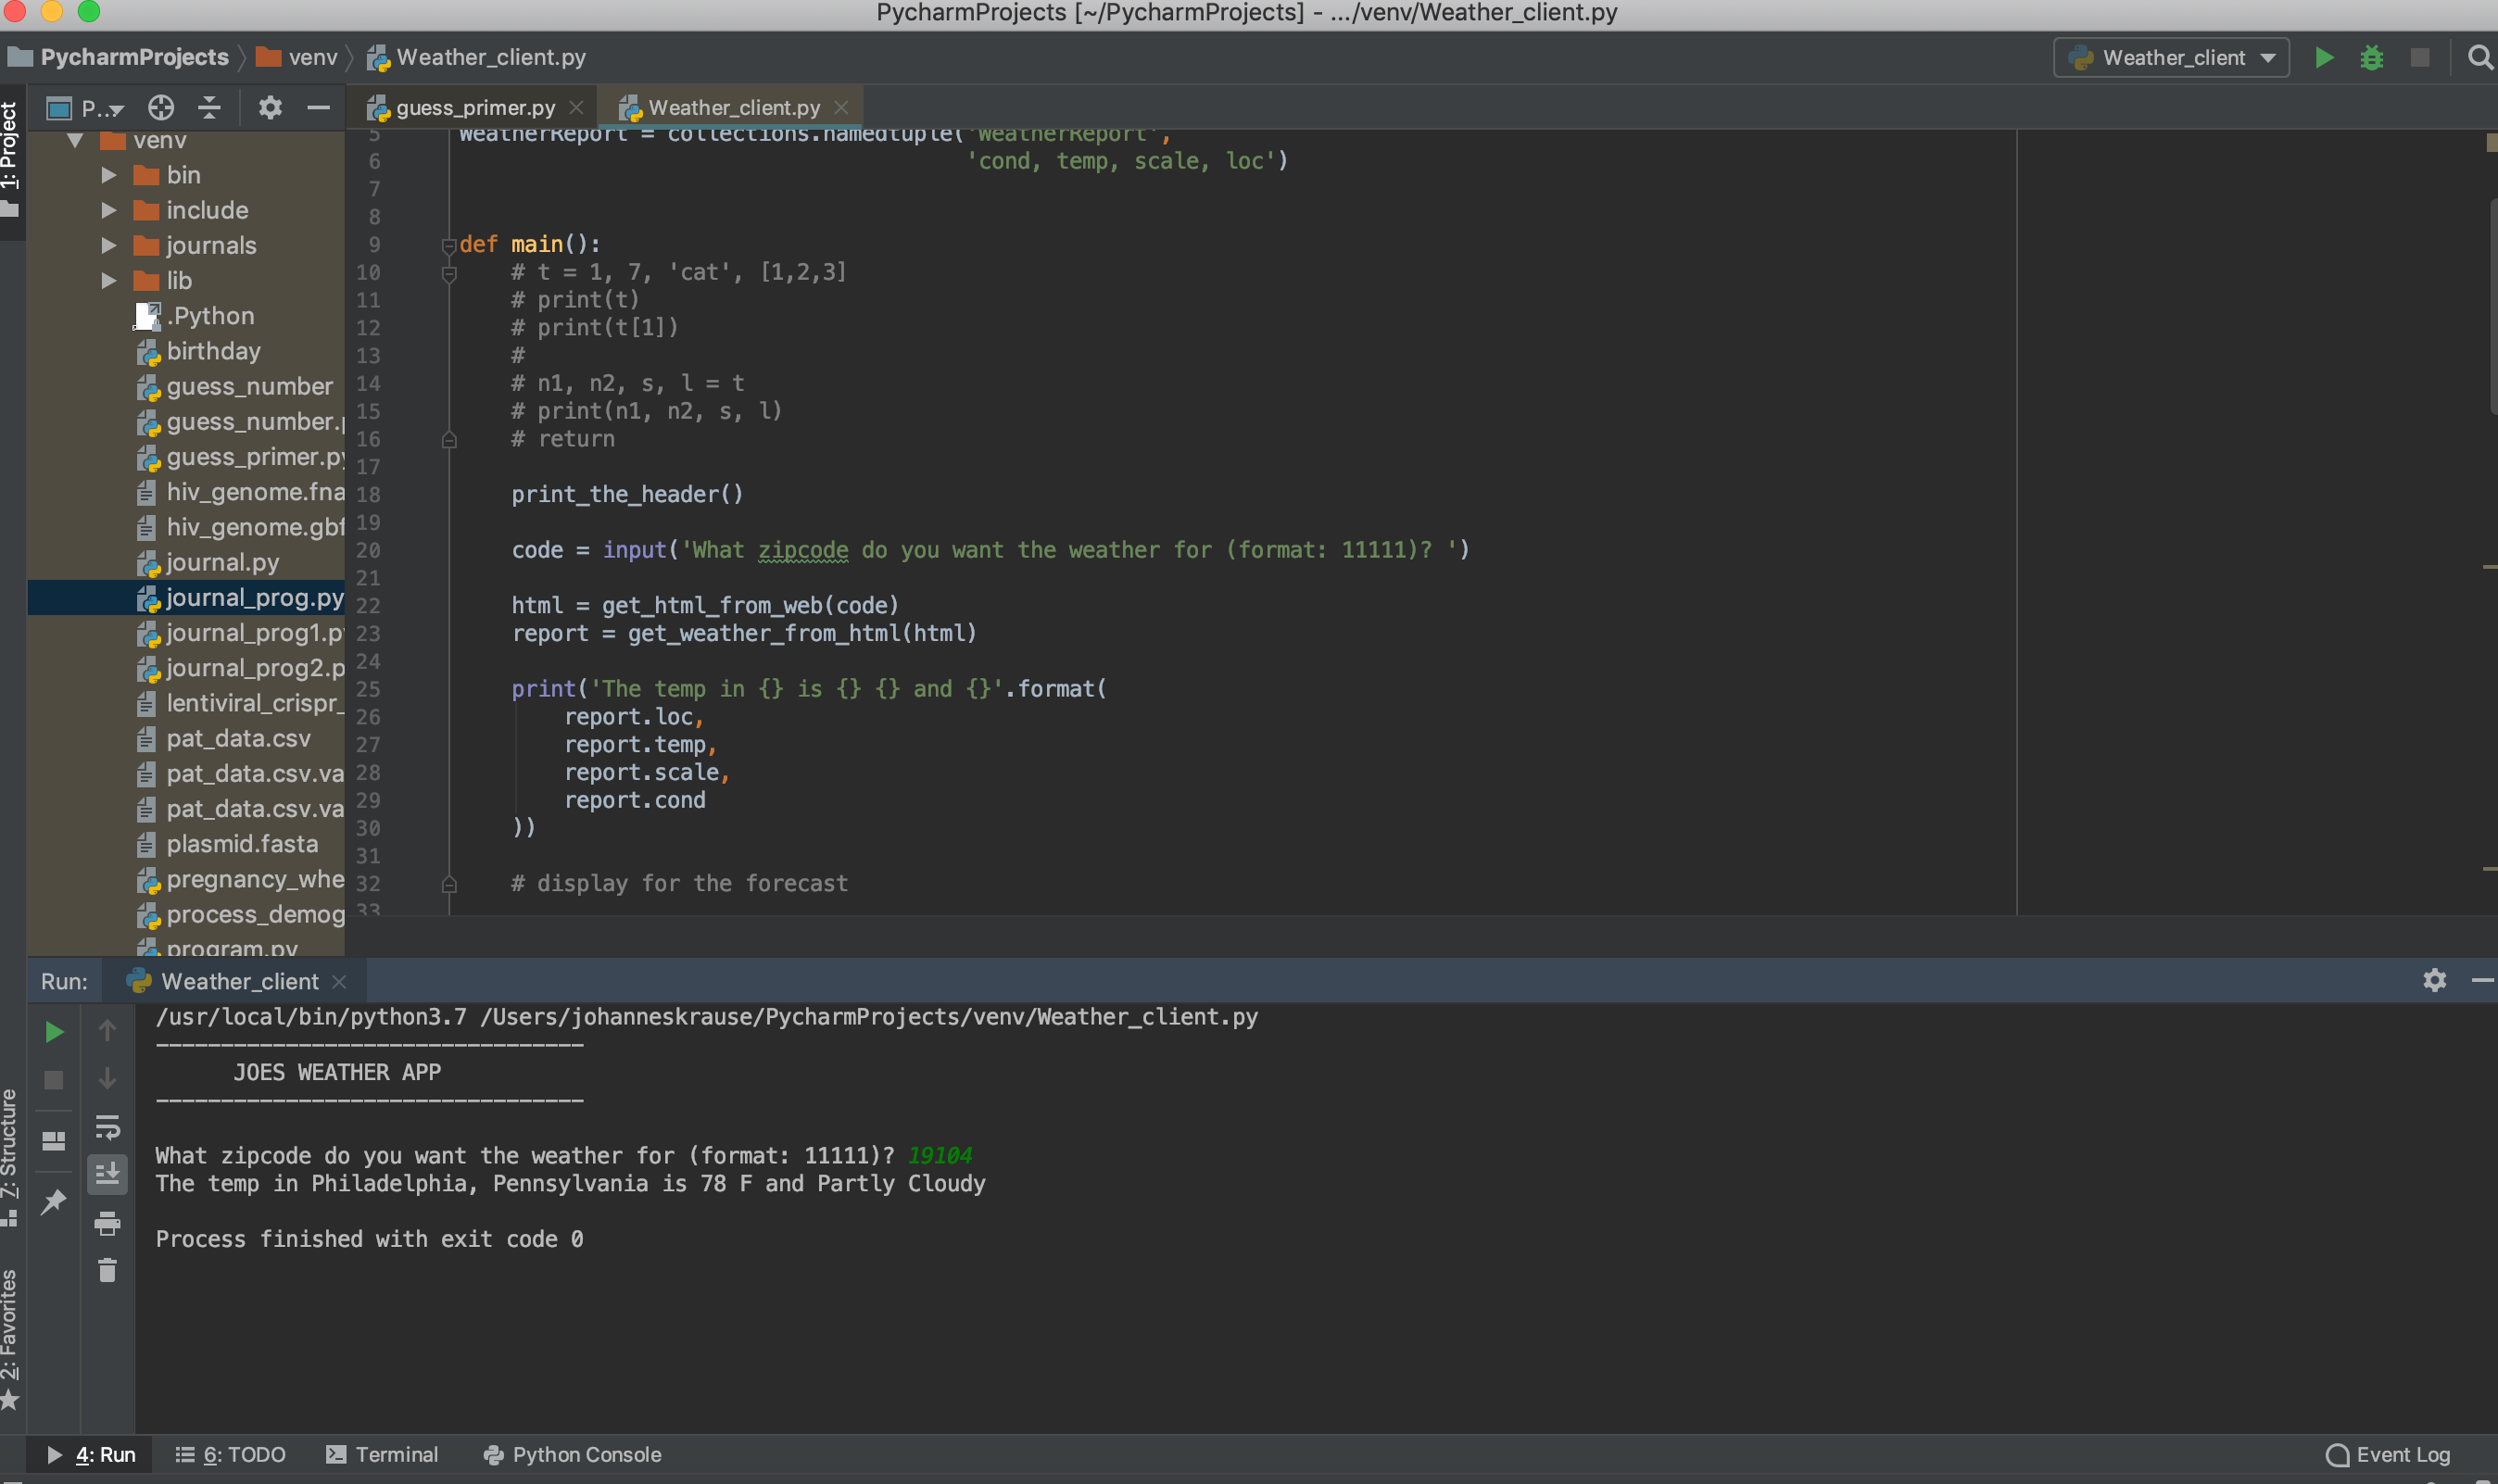 PycharmProjects [~/PycharmProjects] - .../venv/Weather_client.py
PycharmProjects venv Weather_client.py
Weather_client
1: Project
P...
guess_primer.py
Weather_client.py
venv
bin
include
journals
lib
.Python
birthday
guess_number
guess_number.
guess_primer.py
hiv_genome.fna
hiv_genome.gbf
journal.py
journal_prog.py
journal_prog1.p
journal_prog2.p
lentiviral_crispr_
pat_data.csv
pat_data.csv.va
pat_data.csv.va
plasmid.fasta
pregnancy_whe
process_demog
program.py
5 WeatherReport = collections.namedtuple('WeatherReport',
6 'cond, temp, scale, loc')
7
8
9 def main():
10 # t = 1, 7, 'cat', [1,2,3]
11 # print(t)
12 # print(t[1])
13 #
14 # n1, n2, s, l = t
15 # print(n1, n2, s, l)
16 # return
17
18 print_the_header()
19
20 code = input('What zipcode do you want the weather for (format: 11111)? ')
21
22 html = get_html_from_web(code)
23 report = get_weather_from_html(html)
24
25 print('The temp in {} is {} {} and {}'.format(
26 report.loc,
27 report.temp,
28 report.scale,
29 report.cond
30 ))
31
32 # display for the forecast
33
Run: Weather_client
/usr/local/bin/python3.7 /Users/johanneskrause/PycharmProjects/venv/Weather_client.py
---------------------------------
JOES WEATHER APP
---------------------------------
What zipcode do you want the weather for (format: 11111)? 19104
The temp in Philadelphia, Pennsylvania is 78 F and Partly Cloudy
Process finished with exit code 0
7: Structure
2: Favorites
4: Run
6: TODO
Terminal
Python Console
Event Log